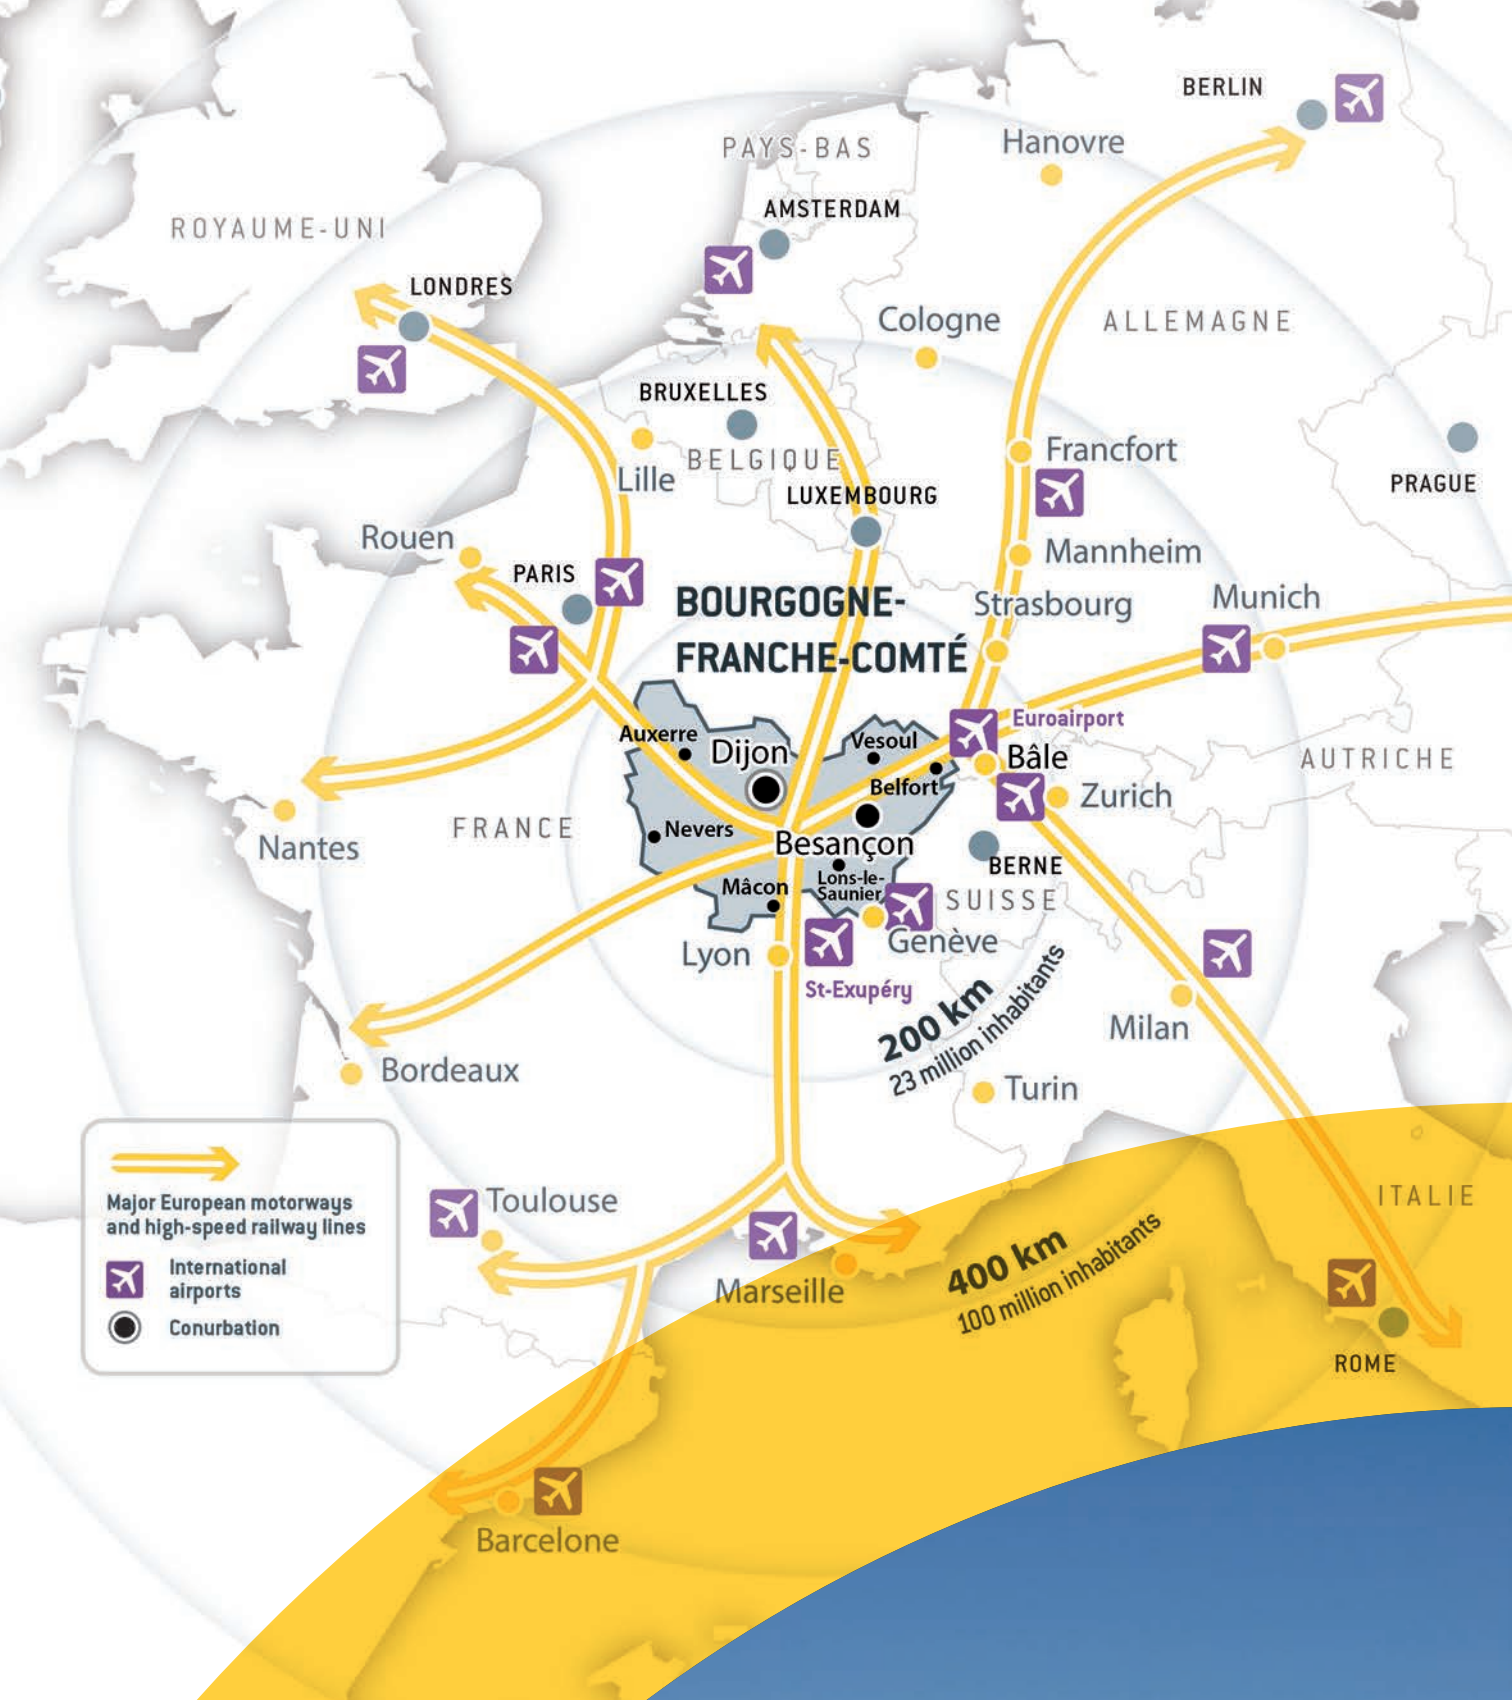 BERLIN
Hanovre
PAYS-BAS
AMSTERDAM
ROYAUME-UNI
LONDRES
Cologne
ALLEMAGNE
BRUXELLES
BELGIQUE
Lille
LUXEMBOURG
Francfort
PRAGUE
Rouen
PARIS
Mannheim
BOURGOGNE-
FRANCHE-COMTÉ
Strasbourg
Munich
Euroairport
Auxerre
Dijon
Vesoul
Bâle
AUTRICHE
Belfort
Zurich
Nantes
FRANCE
Nevers
Besançon
BERNE
Mâcon
Lons-le-
Saunier
SUISSE
Lyon
Genève
St-Exupéry
200 km
23 million inhabitants
Milan
Bordeaux
Turin
Major European motorways
and high-speed railway lines
International
airports
Conurbation
Toulouse
Marseille
400 km
100 million inhabitants
ITALIE
ROME
Barcelone